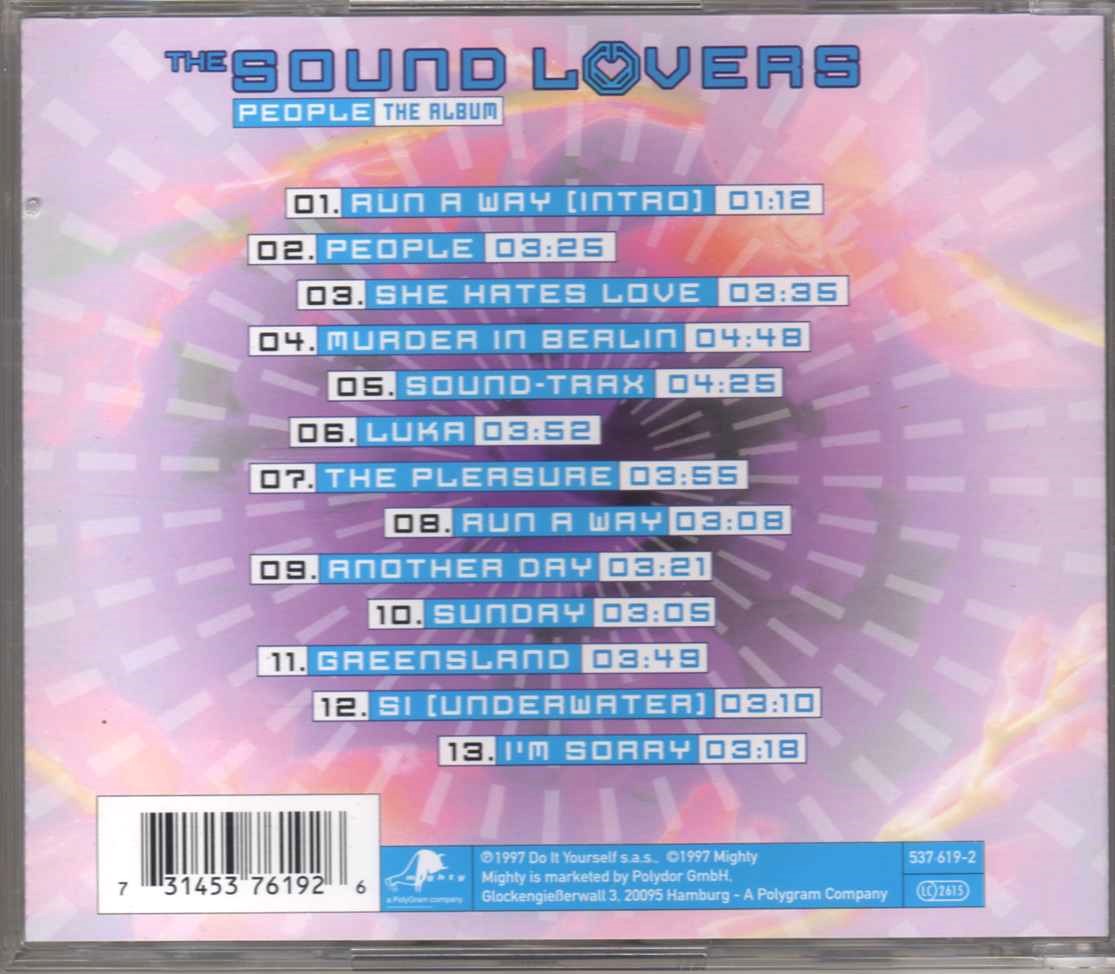 THE SOUND LOVERS
PEOPLE THE ALBUM
01. RUN A WAY [INTRO] 01:12
02. PEOPLE 03:25
03. SHE HATES LOVE 03:35
04. MURDER IN BERLIN 04:48
05. SOUND-TRAX 04:25
06. LUKA 03:52
07. THE PLEASURE 03:55
08. RUN A WAY 03:08
09. ANOTHER DAY 03:21
10. SUNDAY 03:05
11. GREENSLAND 03:49
12. SI [UNDERWATER] 03:10
13. I'M SORRY 03:18
7 31453 76192 6
mighty
a PolyGram company
℗1997 Do It Yourself s.a.s., ©1997 Mighty
Mighty is marketed by Polydor GmbH,
Glockengießerwall 3, 20095 Hamburg - A Polygram Company
537 619-2
LC 2615